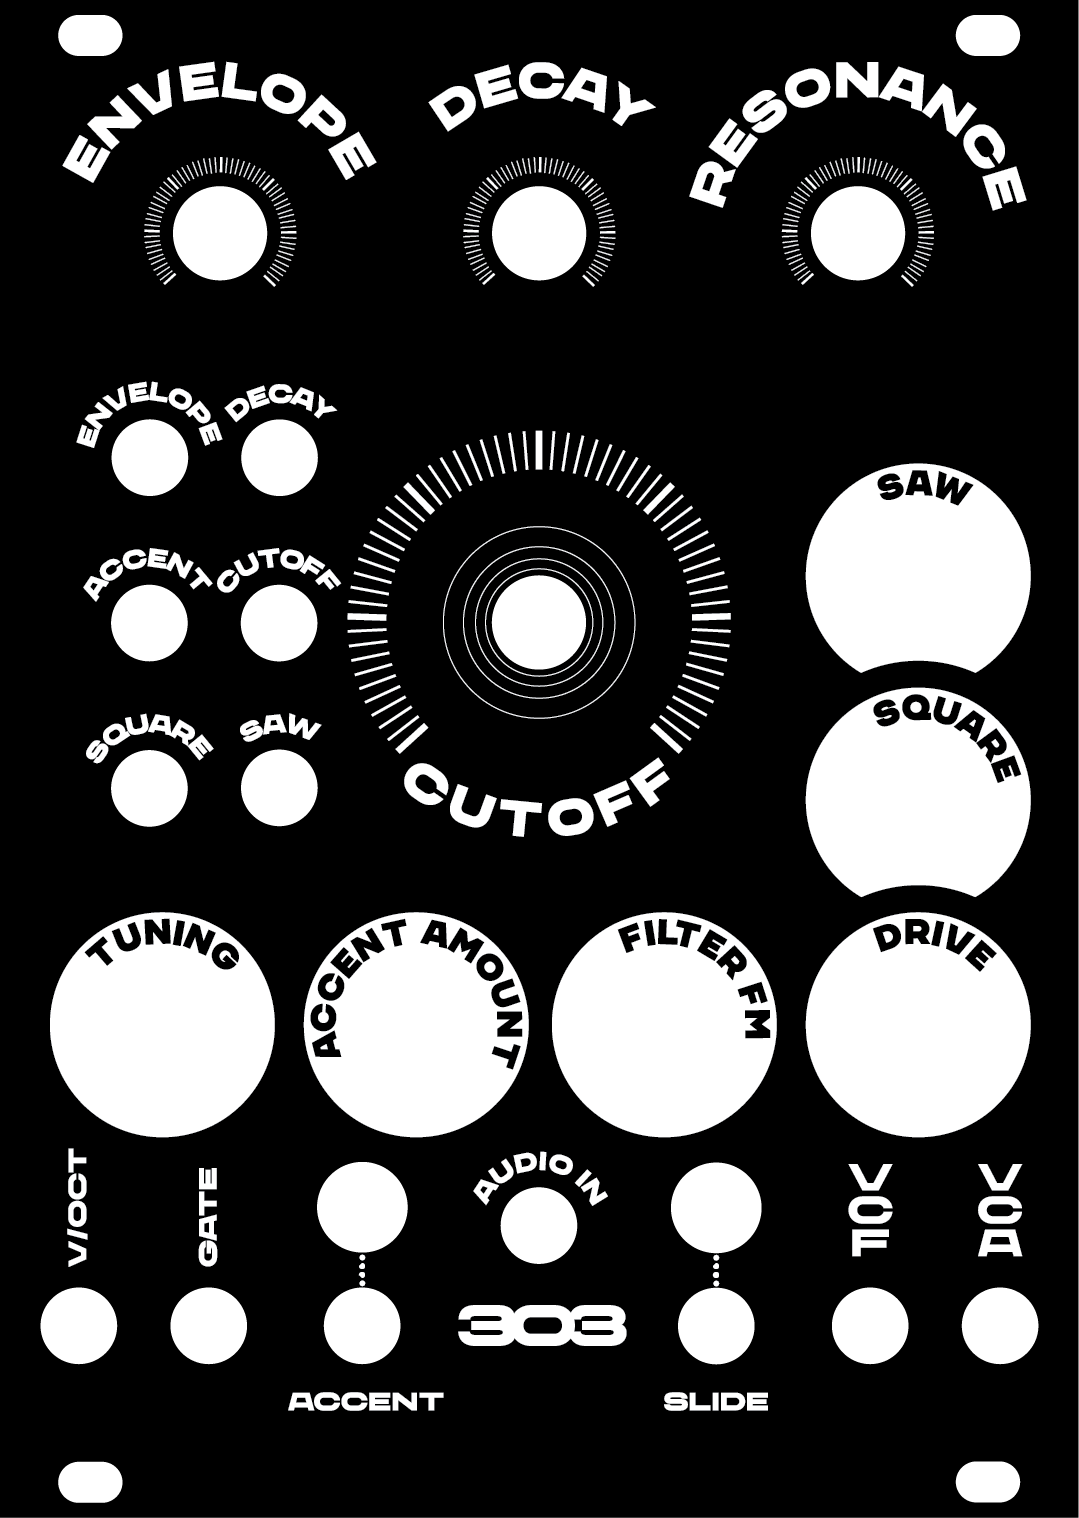 ENVELOPE
DECAY
RESONANCE
ENVELOPE
DECAY
ACCENT
CUTOFF
SQUARE
SAW
CUTOFF
SAW
SQUARE
TUNING
ACCENT AMOUNT
FILTER FM
DRIVE
V/OCT
GATE
AUDIO IN
VCF
VCA
303
ACCENT
SLIDE